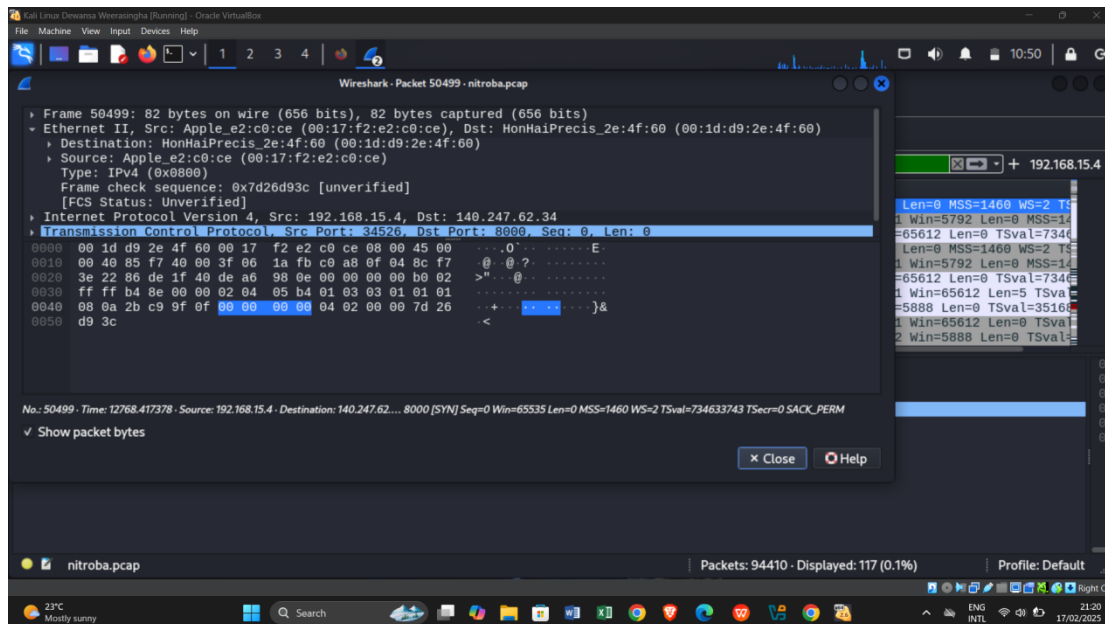 Kali Linux Dewansa Weerasingha [Running] - Oracle VirtualBox
File Machine View Input Devices Help
1 2 3 4 2 10:50
Wireshark · Packet 50499 · nitroba.pcap
Frame 50499: 82 bytes on wire (656 bits), 82 bytes captured (656 bits)
Ethernet II, Src: Apple_e2:c0:ce (00:17:f2:e2:c0:ce), Dst: HonHaiPrecis_2e:4f:60 (00:1d:d9:2e:4f:60)
Destination: HonHaiPrecis_2e:4f:60 (00:1d:d9:2e:4f:60)
Source: Apple_e2:c0:ce (00:17:f2:e2:c0:ce)
Type: IPv4 (0x0800)
Frame check sequence: 0x7d26d93c [unverified]
[FCS Status: Unverified]
Internet Protocol Version 4, Src: 192.168.15.4, Dst: 140.247.62.34
Transmission Control Protocol, Src Port: 34526, Dst Port: 8000, Seq: 0, Len: 0
0000 00 1d d9 2e 4f 60 00 17 f2 e2 c0 ce 08 00 45 00 ···.O`·· ······E·
0010 00 40 85 f7 40 00 3f 06 1a fb c0 a8 0f 04 8c f7 ·@··@·?· ········
0020 3e 22 86 de 1f 40 de a6 98 0e 00 00 00 00 b0 02 >"···@·· ········
0030 ff ff b4 8e 00 00 02 04 05 b4 01 03 03 01 01 01 ········ ········
0040 08 0a 2b c9 9f 0f 00 00 00 00 04 02 00 00 7d 26 ··+····· ······}&
0050 d9 3c ·<
No.: 50499 · Time: 12768.417378 · Source: 192.168.15.4 · Destination: 140.247.62.... 8000 [SYN] Seq=0 Win=65535 Len=0 MSS=1460 WS=2 TSval=734633743 TSecr=0 SACK_PERM
Show packet bytes
Close Help
192.168.15.4
Len=0 MSS=1460 WS=2 TS
1 Win=5792 Len=0 MSS=14
=65612 Len=0 TSval=7346
Len=0 MSS=1460 WS=2 TS
1 Win=5792 Len=0 MSS=14
=65612 Len=0 TSval=7346
1 Win=65612 Len=5 TSval
=5888 Len=0 TSval=35168
1 Win=65612 Len=0 TSval
2 Win=5888 Len=0 TSval=
nitroba.pcap Packets: 94410 · Displayed: 117 (0.1%) Profile: Default
Right C
23°C
Mostly sunny
Search
ENG
INTL
21:20
17/02/2025